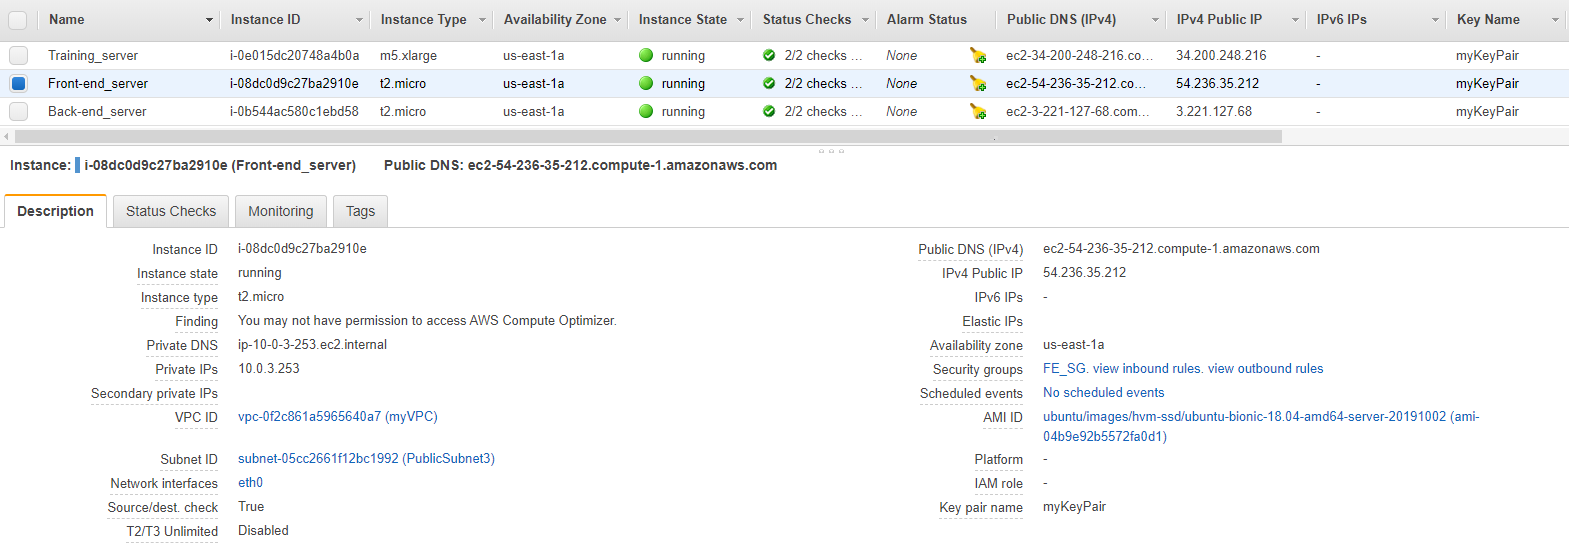 Name Instance ID Instance Type Availability Zone Instance State Status Checks Alarm Status Public DNS (IPv4) IPv4 Public IP IPv6 IPs Key Name
Training_server i-0e015dc20748a4b0a m5.xlarge us-east-1a running 2/2 checks ... None ec2-34-200-248-216.co... 34.200.248.216 - myKeyPair
Front-end_server i-08dc0d9c27ba2910e t2.micro us-east-1a running 2/2 checks ... None ec2-54-236-35-212.co... 54.236.35.212 - myKeyPair
Back-end_server i-0b544ac580c1ebd58 t2.micro us-east-1a running 2/2 checks ... None ec2-3-221-127-68.com... 3.221.127.68 - myKeyPair
Instance: i-08dc0d9c27ba2910e (Front-end_server) Public DNS: ec2-54-236-35-212.compute-1.amazonaws.com
Description Status Checks Monitoring Tags
Instance ID i-08dc0d9c27ba2910e Public DNS (IPv4) ec2-54-236-35-212.compute-1.amazonaws.com
Instance state running IPv4 Public IP 54.236.35.212
Instance type t2.micro IPv6 IPs -
Finding You may not have permission to access AWS Compute Optimizer. Elastic IPs
Private DNS ip-10-0-3-253.ec2.internal Availability zone us-east-1a
Private IPs 10.0.3.253 Security groups FE_SG. view inbound rules. view outbound rules
Secondary private IPs Scheduled events No scheduled events
VPC ID vpc-0f2c861a5965640a7 (myVPC) AMI ID ubuntu/images/hvm-ssd/ubuntu-bionic-18.04-amd64-server-20191002 (ami-
04b9e92b5572fa0d1)
Subnet ID subnet-05cc2661f12bc1992 (PublicSubnet3) Platform -
Network interfaces eth0 IAM role -
Source/dest. check True Key pair name myKeyPair
T2/T3 Unlimited Disabled